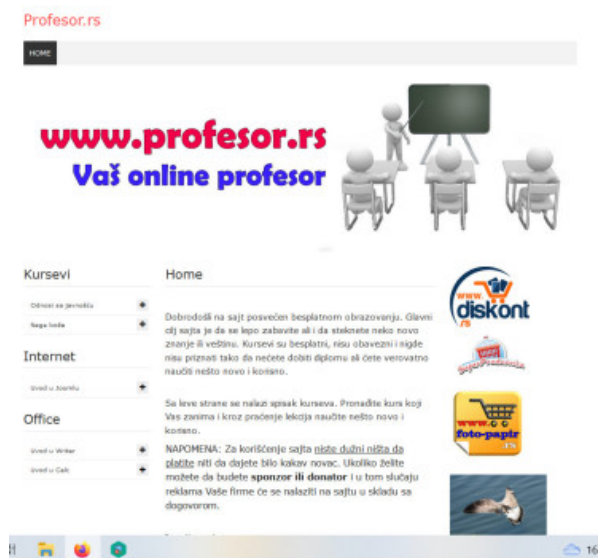 Profesor.rs
HOME
www.profesor.rs
Vaš online profesor
Kursevi
Odnosi sa javnošću
Nega kože
Internet
Uvod u Joomlu
Office
Uvod u Writer
Uvod u Calc
Home
Dobrodošli na sajt posvećen besplatnom obrazovanju. Glavni
cilj sajta je da se lepo zabavite ali i da steknete neko novo
znanje ili veštinu. Kursevi su besplatni, nisu obavezni i nigde
nisu priznati tako da nećete dobiti diplomu ali ćete verovatno
naučiti nešto novo i korisno.
Sa leve strane se nalazi spisak kurseva. Pronađite kurs koji
Vas zanima i kroz praćenje lekcija naučite nešto novo i
korisno.
NAPOMENA: Za korišćenje sajta niste dužni ništa da
platite niti da dajete bilo kakav novac. Ukoliko želite
možete da budete sponzor ili donator i u tom slučaju
reklama Vaše firme će se nalaziti na sajtu u skladu sa
dogovorom.
www.
diskont
.rs
www.
foto-papir
.rs
16